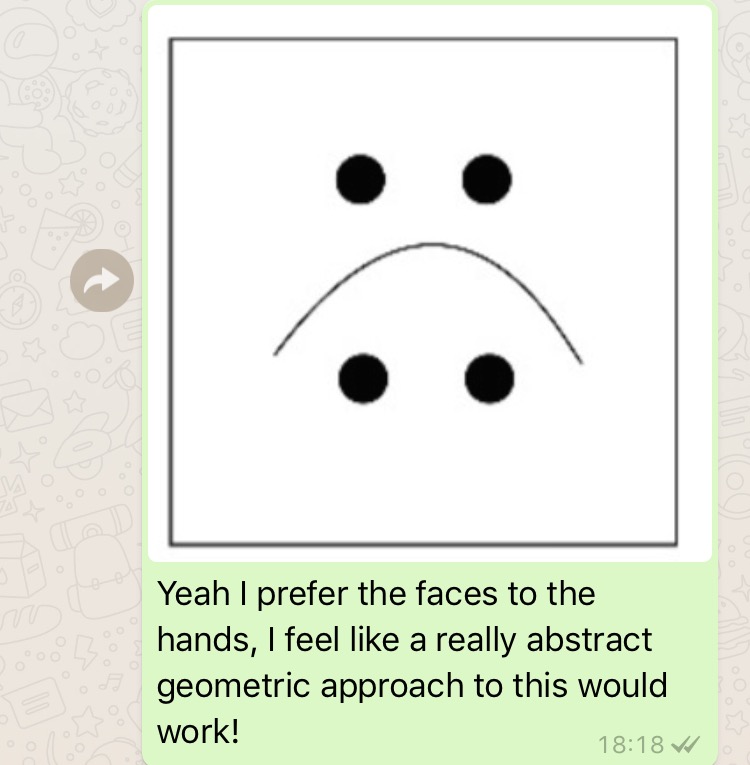 Yeah I prefer the faces to the
hands, I feel like a really abstract
geometric approach to this would
work!
18:18